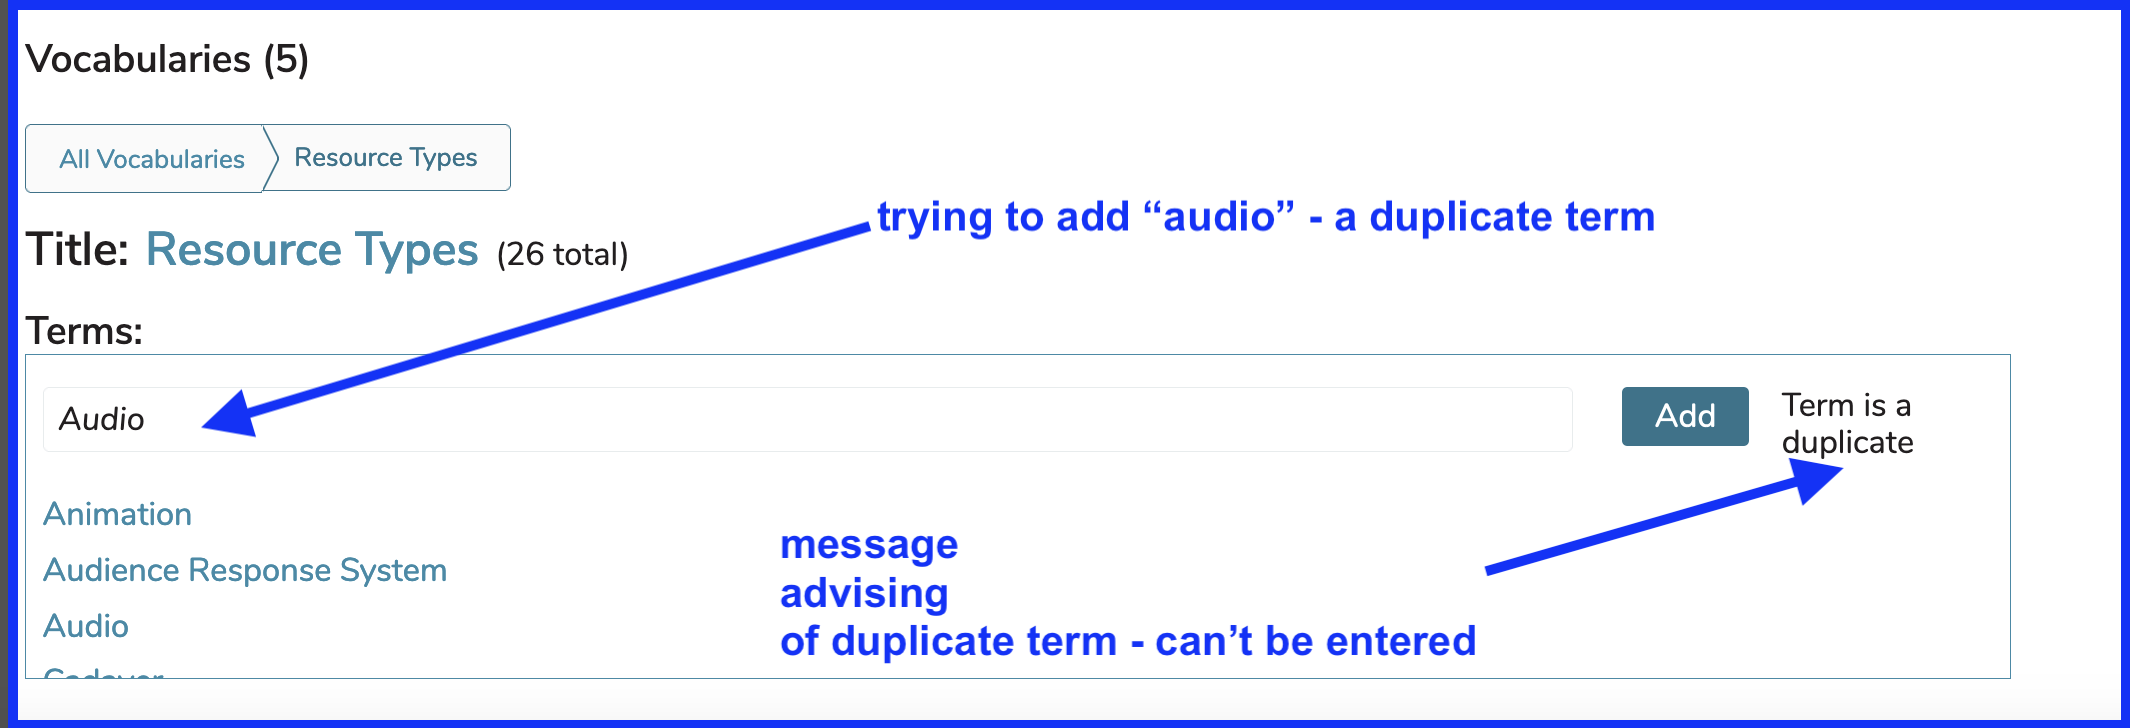 Vocabularies (5)
All Vocabularies
Resource Types
trying to add “audio” - a duplicate term
Title: Resource Types (26 total)
Terms:
Audio
Add
Term is a
duplicate
Animation
Audience Response System
Audio
Cadaver
message
advising
of duplicate term - can’t be entered